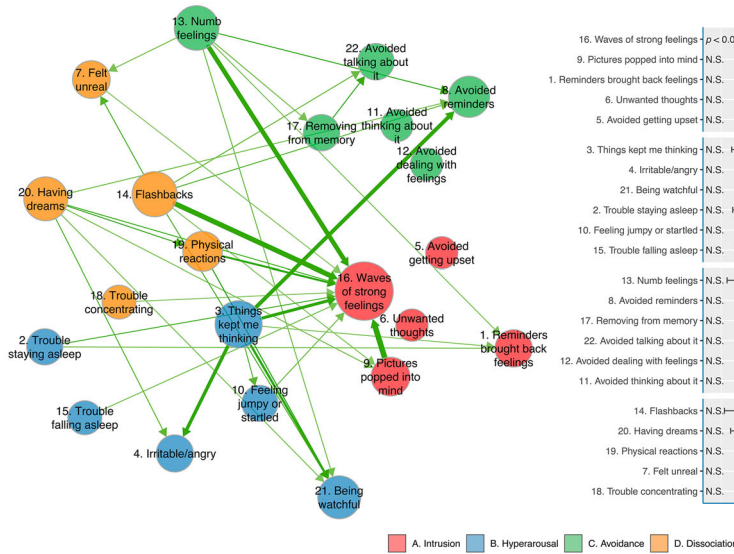 13. Numb
feelings
22. Avoided
talking about
it
7. Felt
unreal
8. Avoided
reminders
11. Avoided
thinking about
it
17. Removing
from memory
12. Avoided
dealing with
feelings
20. Having
dreams
14. Flashbacks
19. Physical
reactions
5. Avoided
getting upset
16. Waves
of strong
feelings
18. Trouble
concentrating
3. Things
kept me
thinking
6. Unwanted
thoughts
2. Trouble
staying asleep
1. Reminders
brought back
feelings
9. Pictures
popped into
mind
10. Feeling
jumpy or
startled
15. Trouble
falling asleep
4. Irritable/angry
21. Being
watchful
16. Waves of strong feelings p < 0.0
9. Pictures popped into mind N.S.
1. Reminders brought back feelings N.S.
6. Unwanted thoughts N.S.
5. Avoided getting upset N.S.
3. Things kept me thinking N.S.
4. Irritable/angry N.S.
21. Being watchful N.S.
2. Trouble staying asleep N.S.
10. Feeling jumpy or startled N.S.
15. Trouble falling asleep N.S.
13. Numb feelings N.S.
8. Avoided reminders N.S.
17. Removing from memory N.S.
22. Avoided talking about it N.S.
12. Avoided dealing with feelings N.S.
11. Avoided thinking about it N.S.
14. Flashbacks N.S.
20. Having dreams N.S.
19. Physical reactions N.S.
7. Felt unreal N.S.
18. Trouble concentrating N.S.
A. Intrusion B. Hyperarousal C. Avoidance D. Dissociation